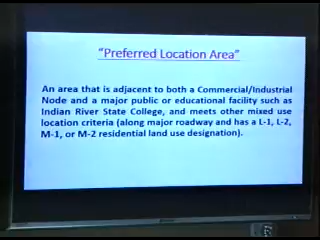 “Preferred Location Area”
An area that is adjacent to both a Commercial/Industrial
Node and a major public or educational facility such as
Indian River State College, and meets other mixed use
location criteria (along major roadway and has a L-1, L-2,
M-1, or M-2 residential land use designation).